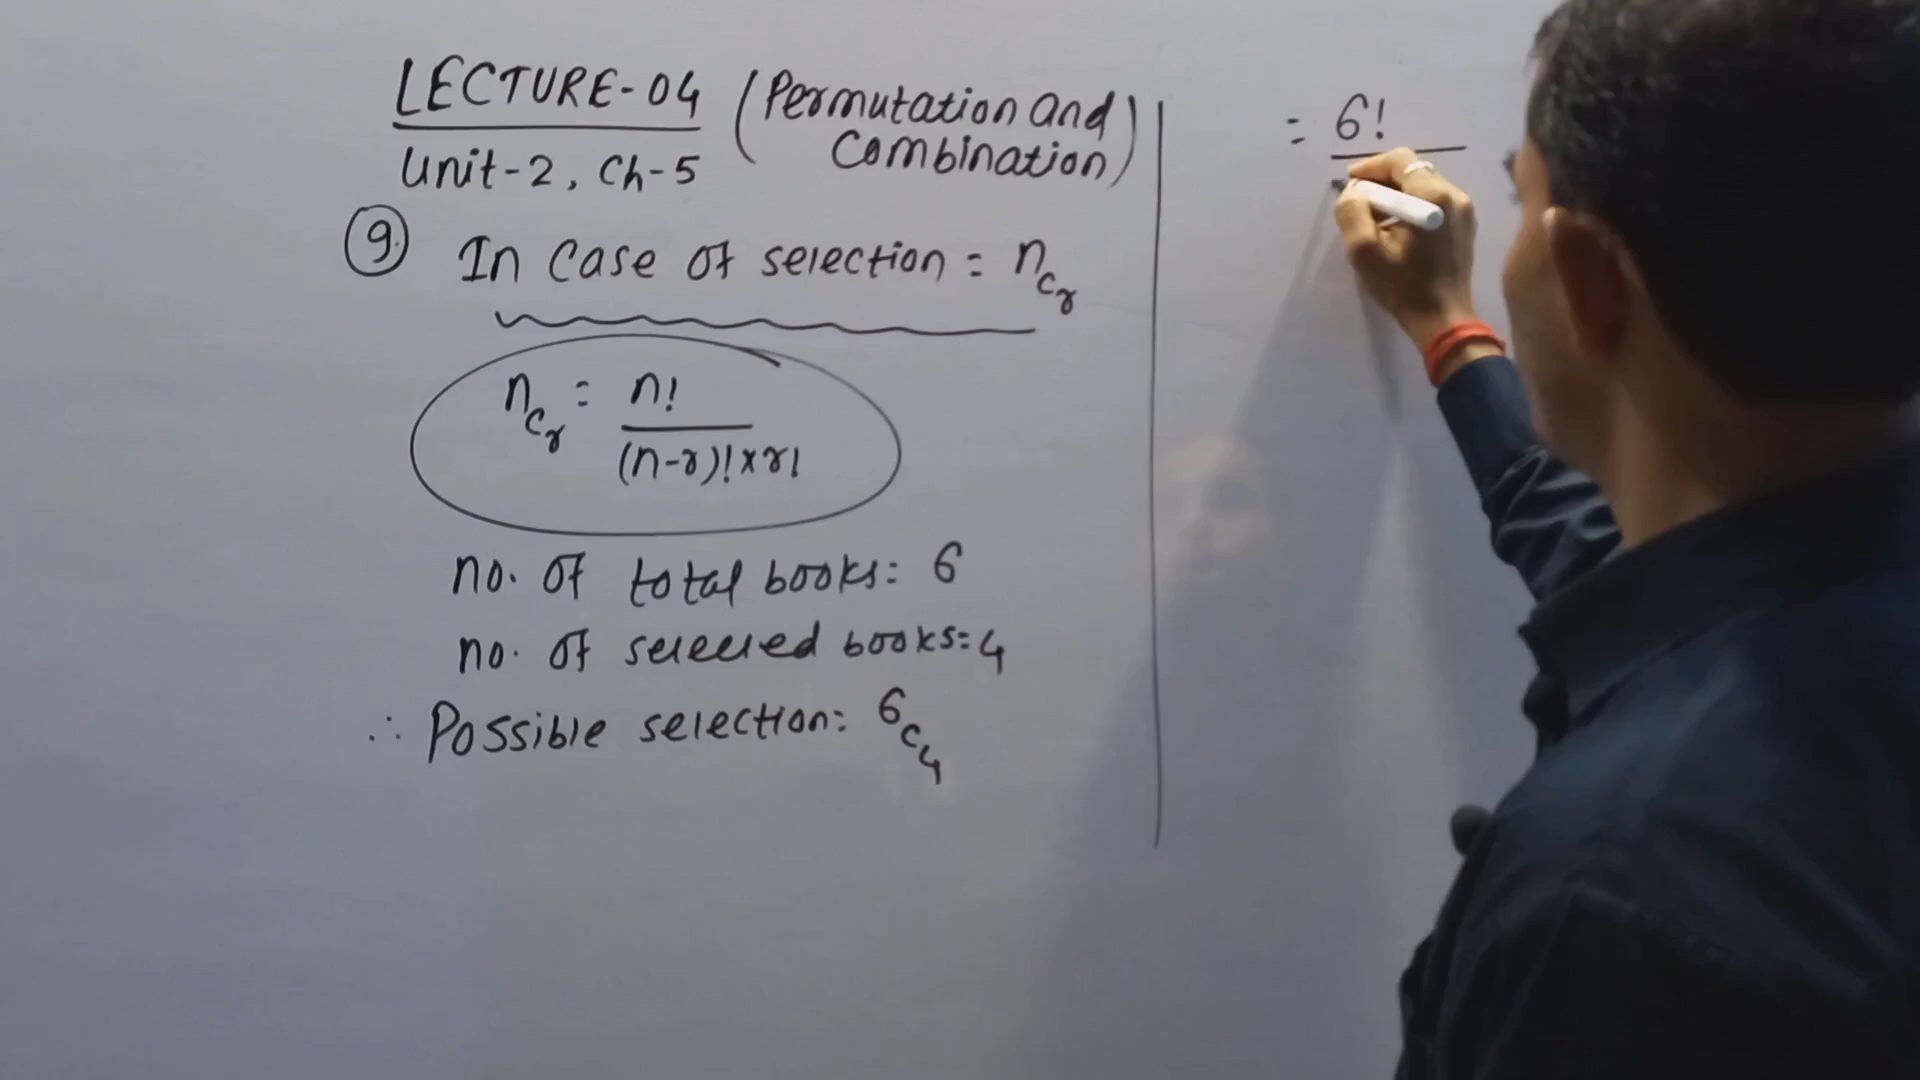 LECTURE-04 (Permutation and Combination)
Unit-2, Ch-5
9. In case of selection = nCr
nCr = n! / (n-r)! × r!
no. of total books = 6
no. of selected books = 4
∴ Possible selection = 6C4
= 6!